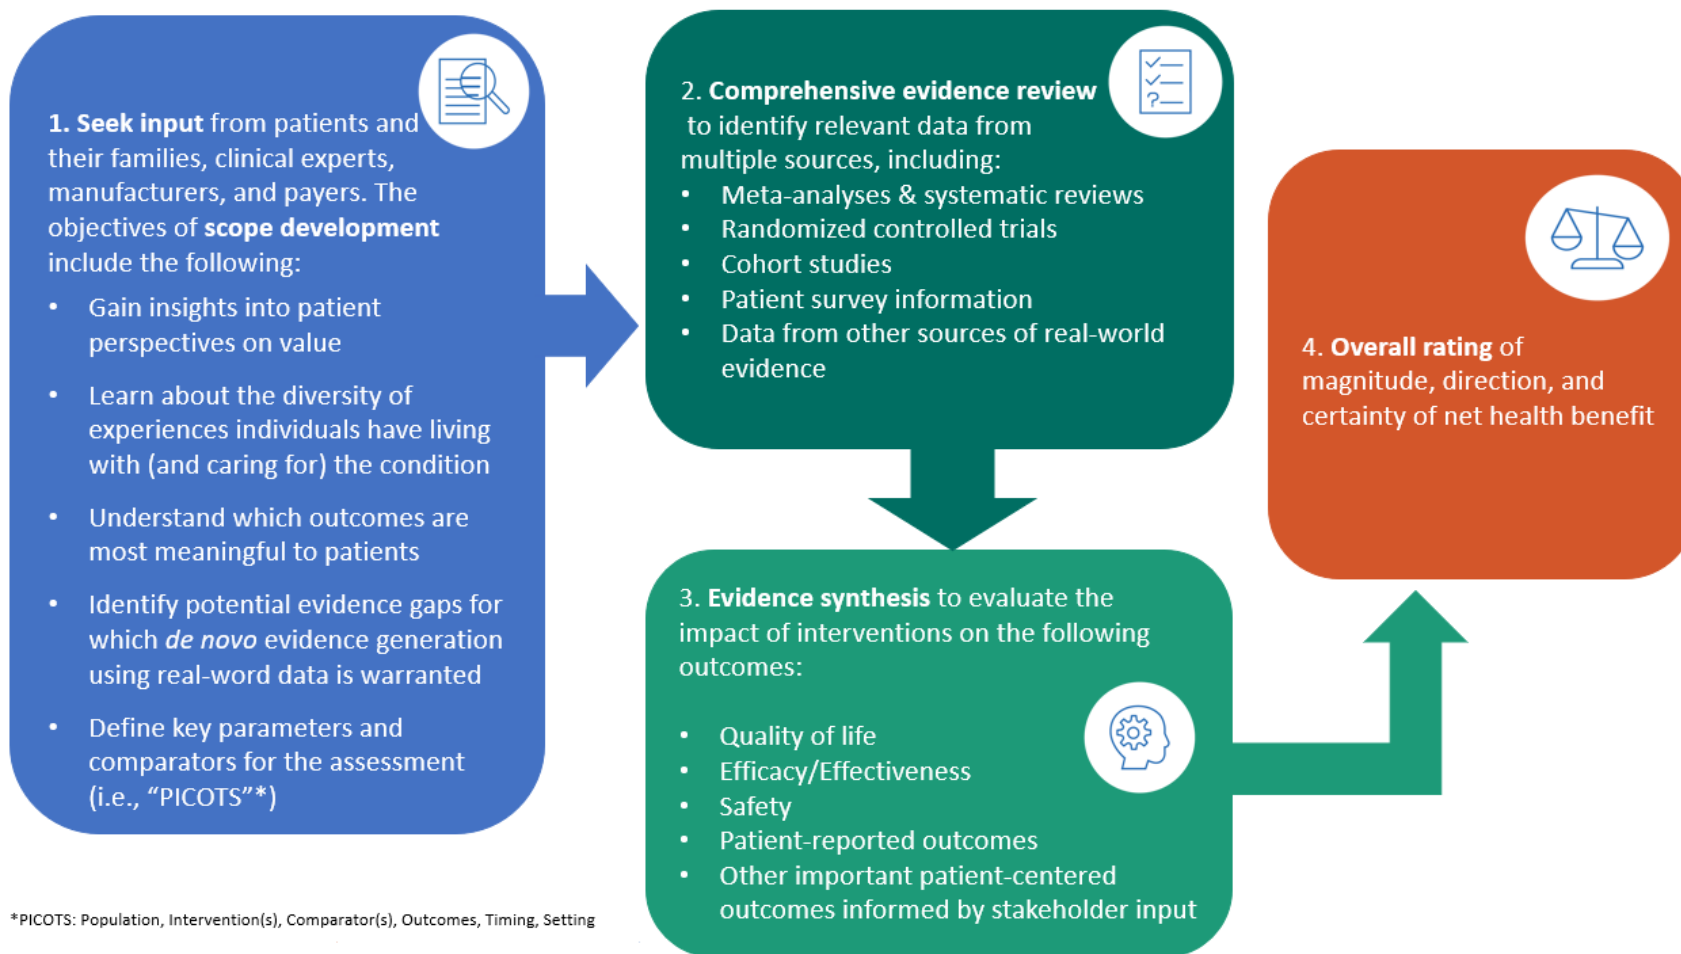 1. Seek input from patients and
their families, clinical experts,
manufacturers, and payers. The
objectives of scope development
include the following:
• Gain insights into patient
perspectives on value
• Learn about the diversity of
experiences individuals have living
with (and caring for) the condition
• Understand which outcomes are
most meaningful to patients
• Identify potential evidence gaps for
which de novo evidence generation
using real-word data is warranted
• Define key parameters and
comparators for the assessment
(i.e., “PICOTS”*)
2. Comprehensive evidence review
to identify relevant data from
multiple sources, including:
• Meta-analyses & systematic reviews
• Randomized controlled trials
• Cohort studies
• Patient survey information
• Data from other sources of real-world
evidence
3. Evidence synthesis to evaluate the
impact of interventions on the following
outcomes:
• Quality of life
• Efficacy/Effectiveness
• Safety
• Patient-reported outcomes
• Other important patient-centered
outcomes informed by stakeholder input
4. Overall rating of
magnitude, direction, and
certainty of net health benefit
*PICOTS: Population, Intervention(s), Comparator(s), Outcomes, Timing, Setting